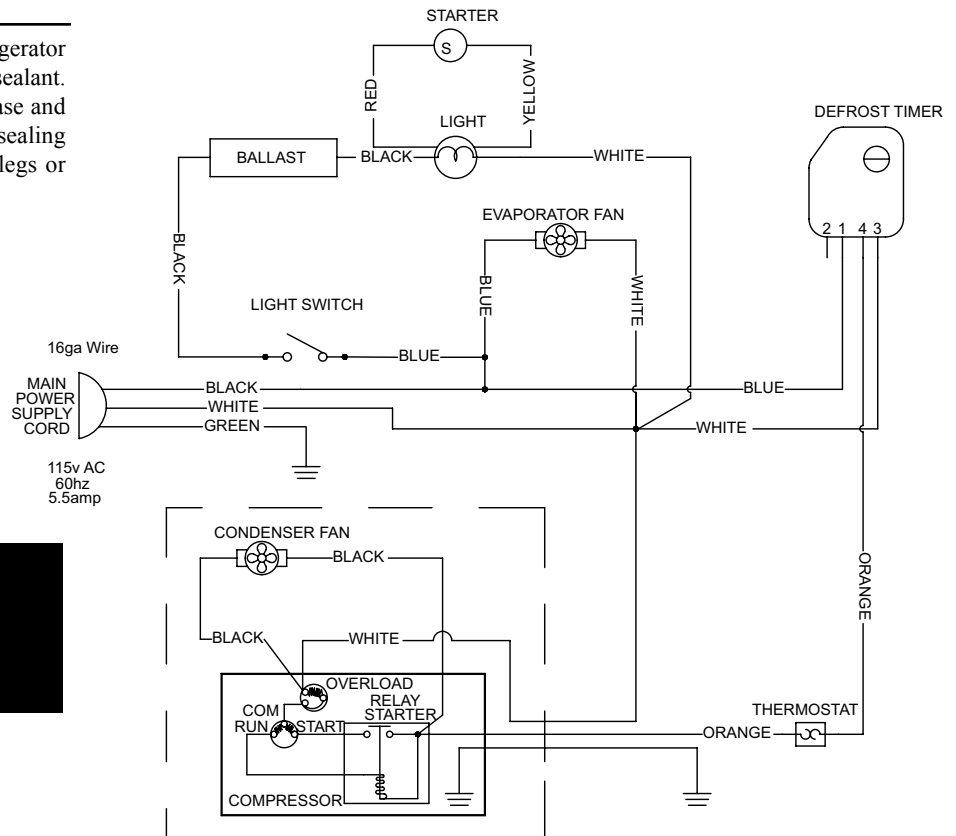 gerator
sealant.
ase and
sealing
legs or
STARTER
S
RED
YELLOW
LIGHT
BALLAST
BLACK
WHITE
DEFROST TIMER
2 1 4 3
EVAPORATOR FAN
BLACK
BLUE
WHITE
LIGHT SWITCH
BLUE
16ga Wire
MAIN
POWER
SUPPLY
CORD
BLACK
BLUE
WHITE
GREEN
WHITE
115v AC
60hz
5.5amp
CONDENSER FAN
BLACK
ORANGE
BLACK
WHITE
OVERLOAD
RELAY
STARTER
COM
RUN
START
THERMOSTAT
ORANGE
COMPRESSOR